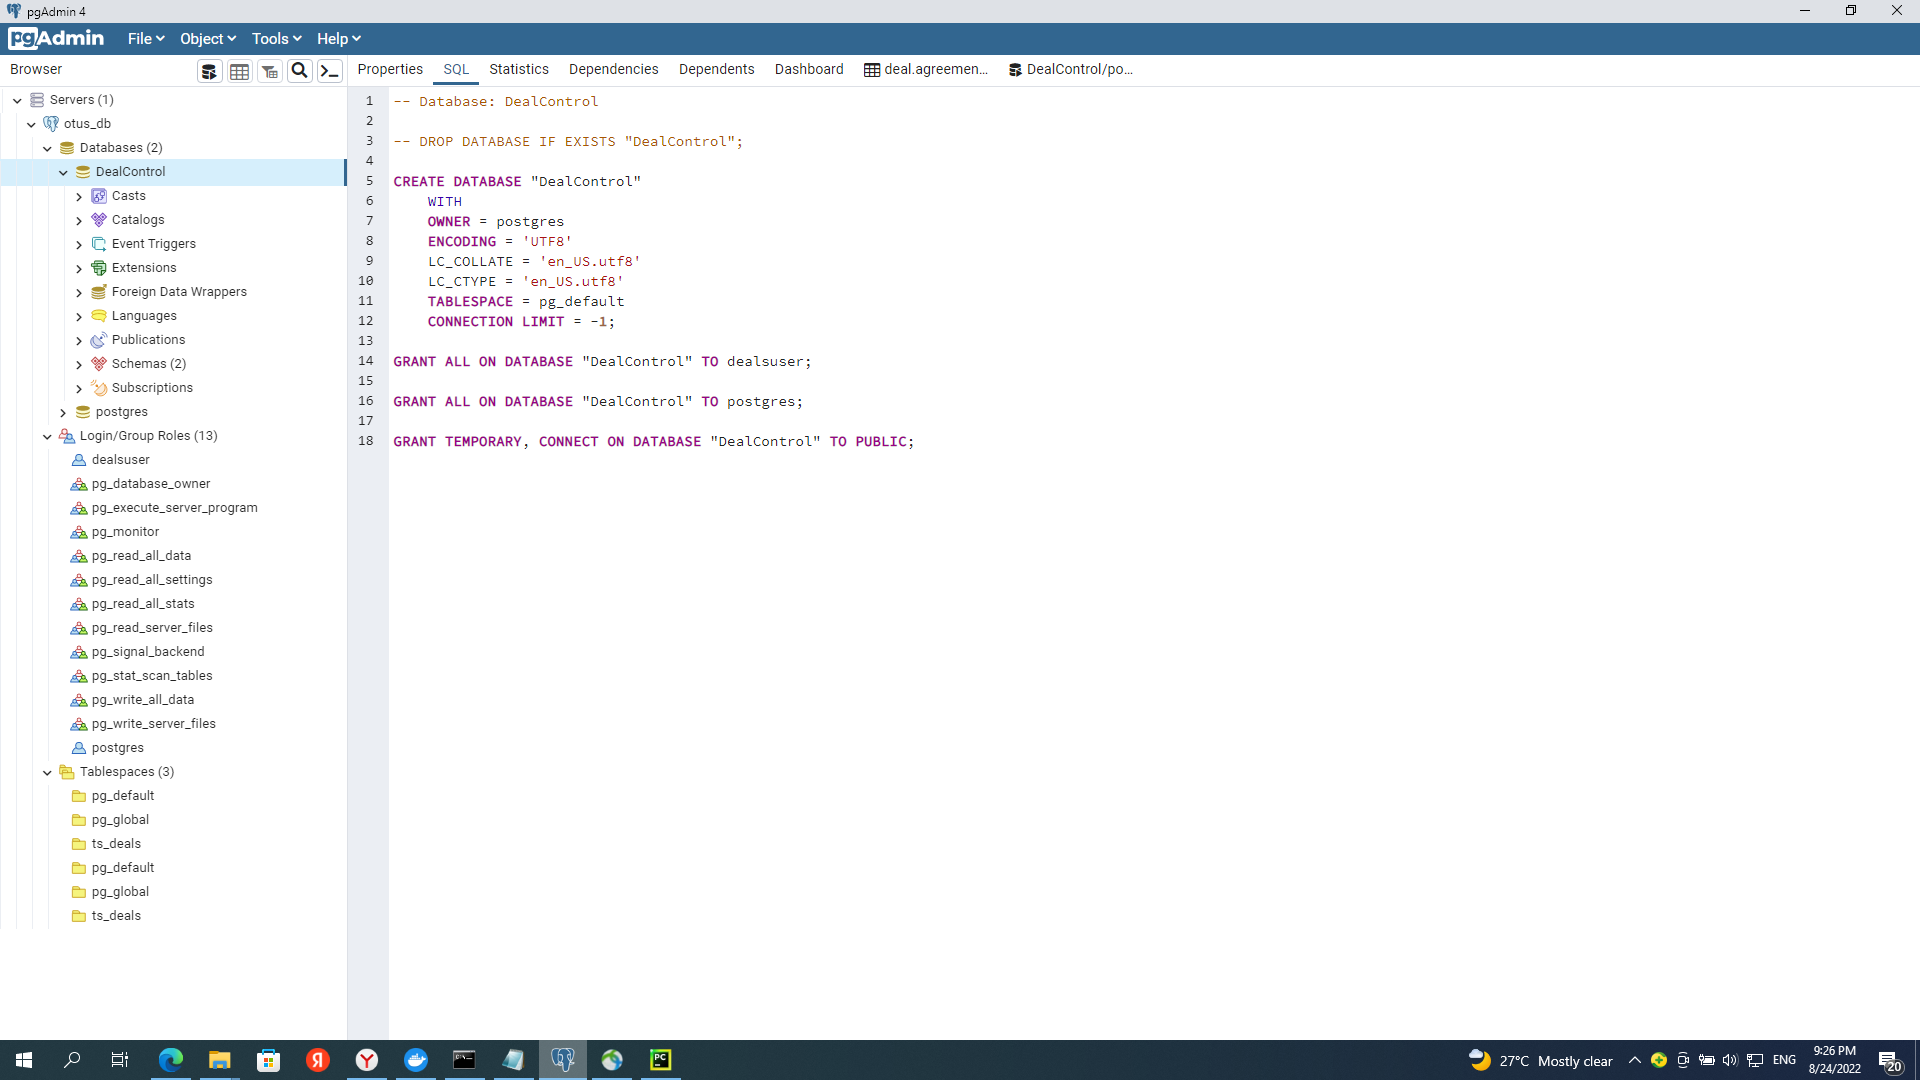 pgAdmin 4
pgAdmin File Object Tools Help
Browser
Properties SQL Statistics Dependencies Dependents Dashboard deal.agreemen... DealControl/po...
Servers (1)
otus_db
Databases (2)
DealControl
Casts
Catalogs
Event Triggers
Extensions
Foreign Data Wrappers
Languages
Publications
Schemas (2)
Subscriptions
postgres
Login/Group Roles (13)
dealsuser
pg_database_owner
pg_execute_server_program
pg_monitor
pg_read_all_data
pg_read_all_settings
pg_read_all_stats
pg_read_server_files
pg_signal_backend
pg_stat_scan_tables
pg_write_all_data
pg_write_server_files
postgres
Tablespaces (3)
pg_default
pg_global
ts_deals
pg_default
pg_global
ts_deals
1 -- Database: DealControl
2
3 -- DROP DATABASE IF EXISTS "DealControl";
4
5 CREATE DATABASE "DealControl"
6 WITH
7 OWNER = postgres
8 ENCODING = 'UTF8'
9 LC_COLLATE = 'en_US.utf8'
10 LC_CTYPE = 'en_US.utf8'
11 TABLESPACE = pg_default
12 CONNECTION LIMIT = -1;
13
14 GRANT ALL ON DATABASE "DealControl" TO dealsuser;
15
16 GRANT ALL ON DATABASE "DealControl" TO postgres;
17
18 GRANT TEMPORARY, CONNECT ON DATABASE "DealControl" TO PUBLIC;
Я
Y
PC
27°C Mostly clear
ENG
9:26 PM
8/24/2022
20